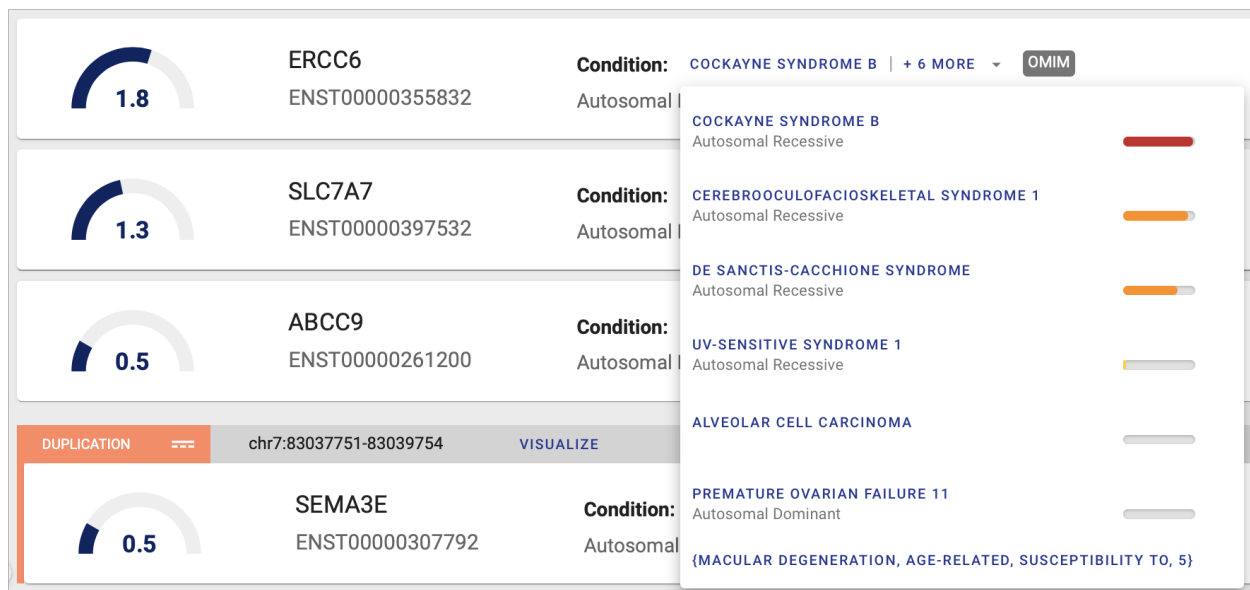 1.8
ERCC6
ENST00000355832
Condition: COCKAYNE SYNDROME B | + 6 MORE OMIM
Autosomal
COCKAYNE SYNDROME B
Autosomal Recessive
CEREBROOCULOFACIOSKELETAL SYNDROME 1
Autosomal Recessive
DE SANCTIS-CACCHIONE SYNDROME
Autosomal Recessive
UV-SENSITIVE SYNDROME 1
Autosomal Recessive
ALVEOLAR CELL CARCINOMA
PREMATURE OVARIAN FAILURE 11
Autosomal Dominant
{MACULAR DEGENERATION, AGE-RELATED, SUSCEPTIBILITY TO, 5}
1.3
SLC7A7
ENST00000397532
Condition:
Autosomal
0.5
ABCC9
ENST00000261200
Condition:
Autosomal
DUPLICATION chr7:83037751-83039754 VISUALIZE
0.5
SEMA3E
ENST00000307792
Condition:
Autosomal